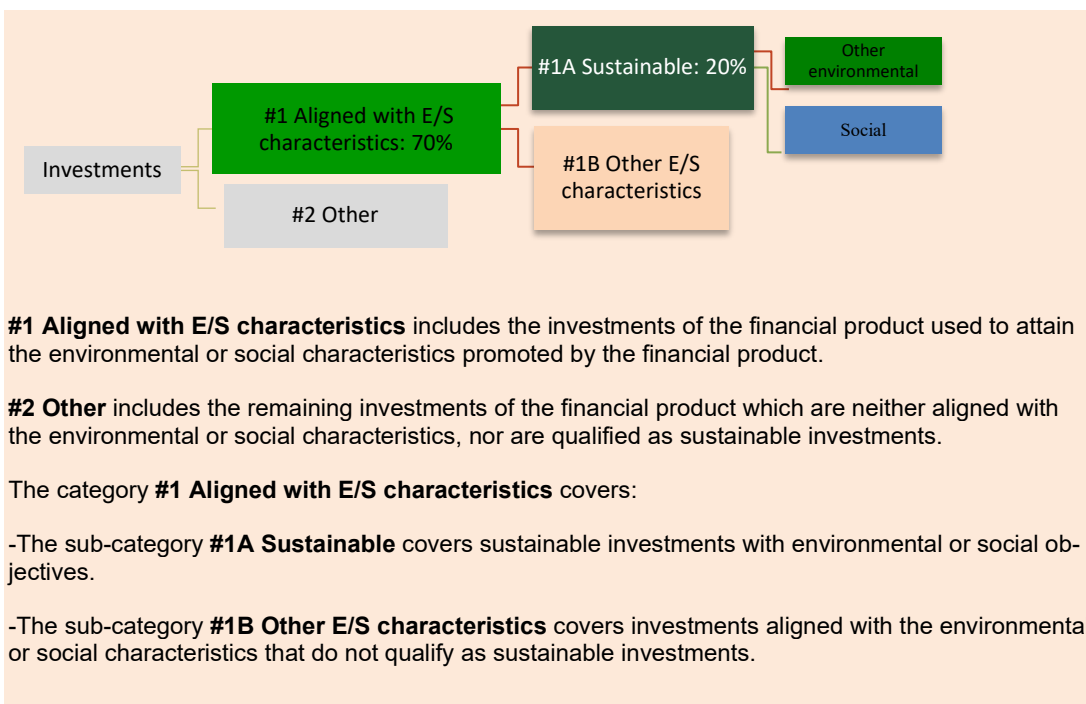 Investments
#1 Aligned with E/S
characteristics: 70%
#2 Other
#1A Sustainable: 20%
#1B Other E/S
characteristics
Other
environmental
Social
#1 Aligned with E/S characteristics includes the investments of the financial product used to attain
the environmental or social characteristics promoted by the financial product.
#2 Other includes the remaining investments of the financial product which are neither aligned with
the environmental or social characteristics, nor are qualified as sustainable investments.
The category #1 Aligned with E/S characteristics covers:
-The sub-category #1A Sustainable covers sustainable investments with environmental or social ob-
jectives.
-The sub-category #1B Other E/S characteristics covers investments aligned with the environmenta
or social characteristics that do not qualify as sustainable investments.